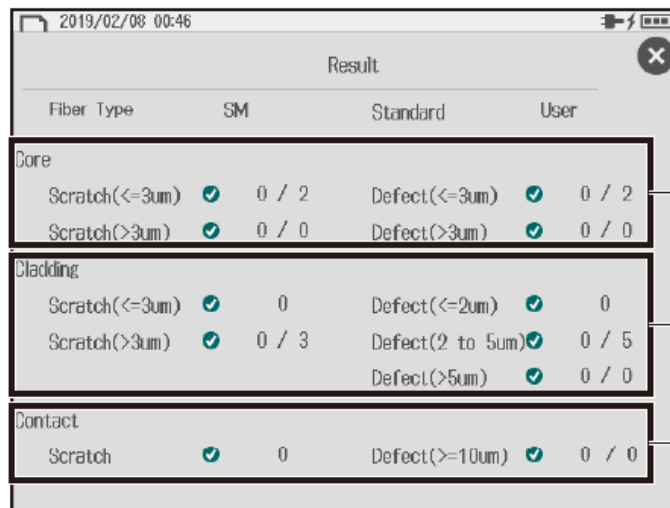 2019/02/08 00:46
Result
Fiber Type SM Standard User
Core
Scratch(<=3um) 0 / 2 Defect(<=3um) 0 / 2
Scratch(>3um) 0 / 0 Defect(>3um) 0 / 0
Cladding
Scratch(<=3um) 0 Defect(<=2um) 0
Scratch(>3um) 0 / 3 Defect(2 to 5um) 0 / 5
Defect(>5um) 0 / 0
Contact
Scratch 0 Defect(>=10um) 0 / 0